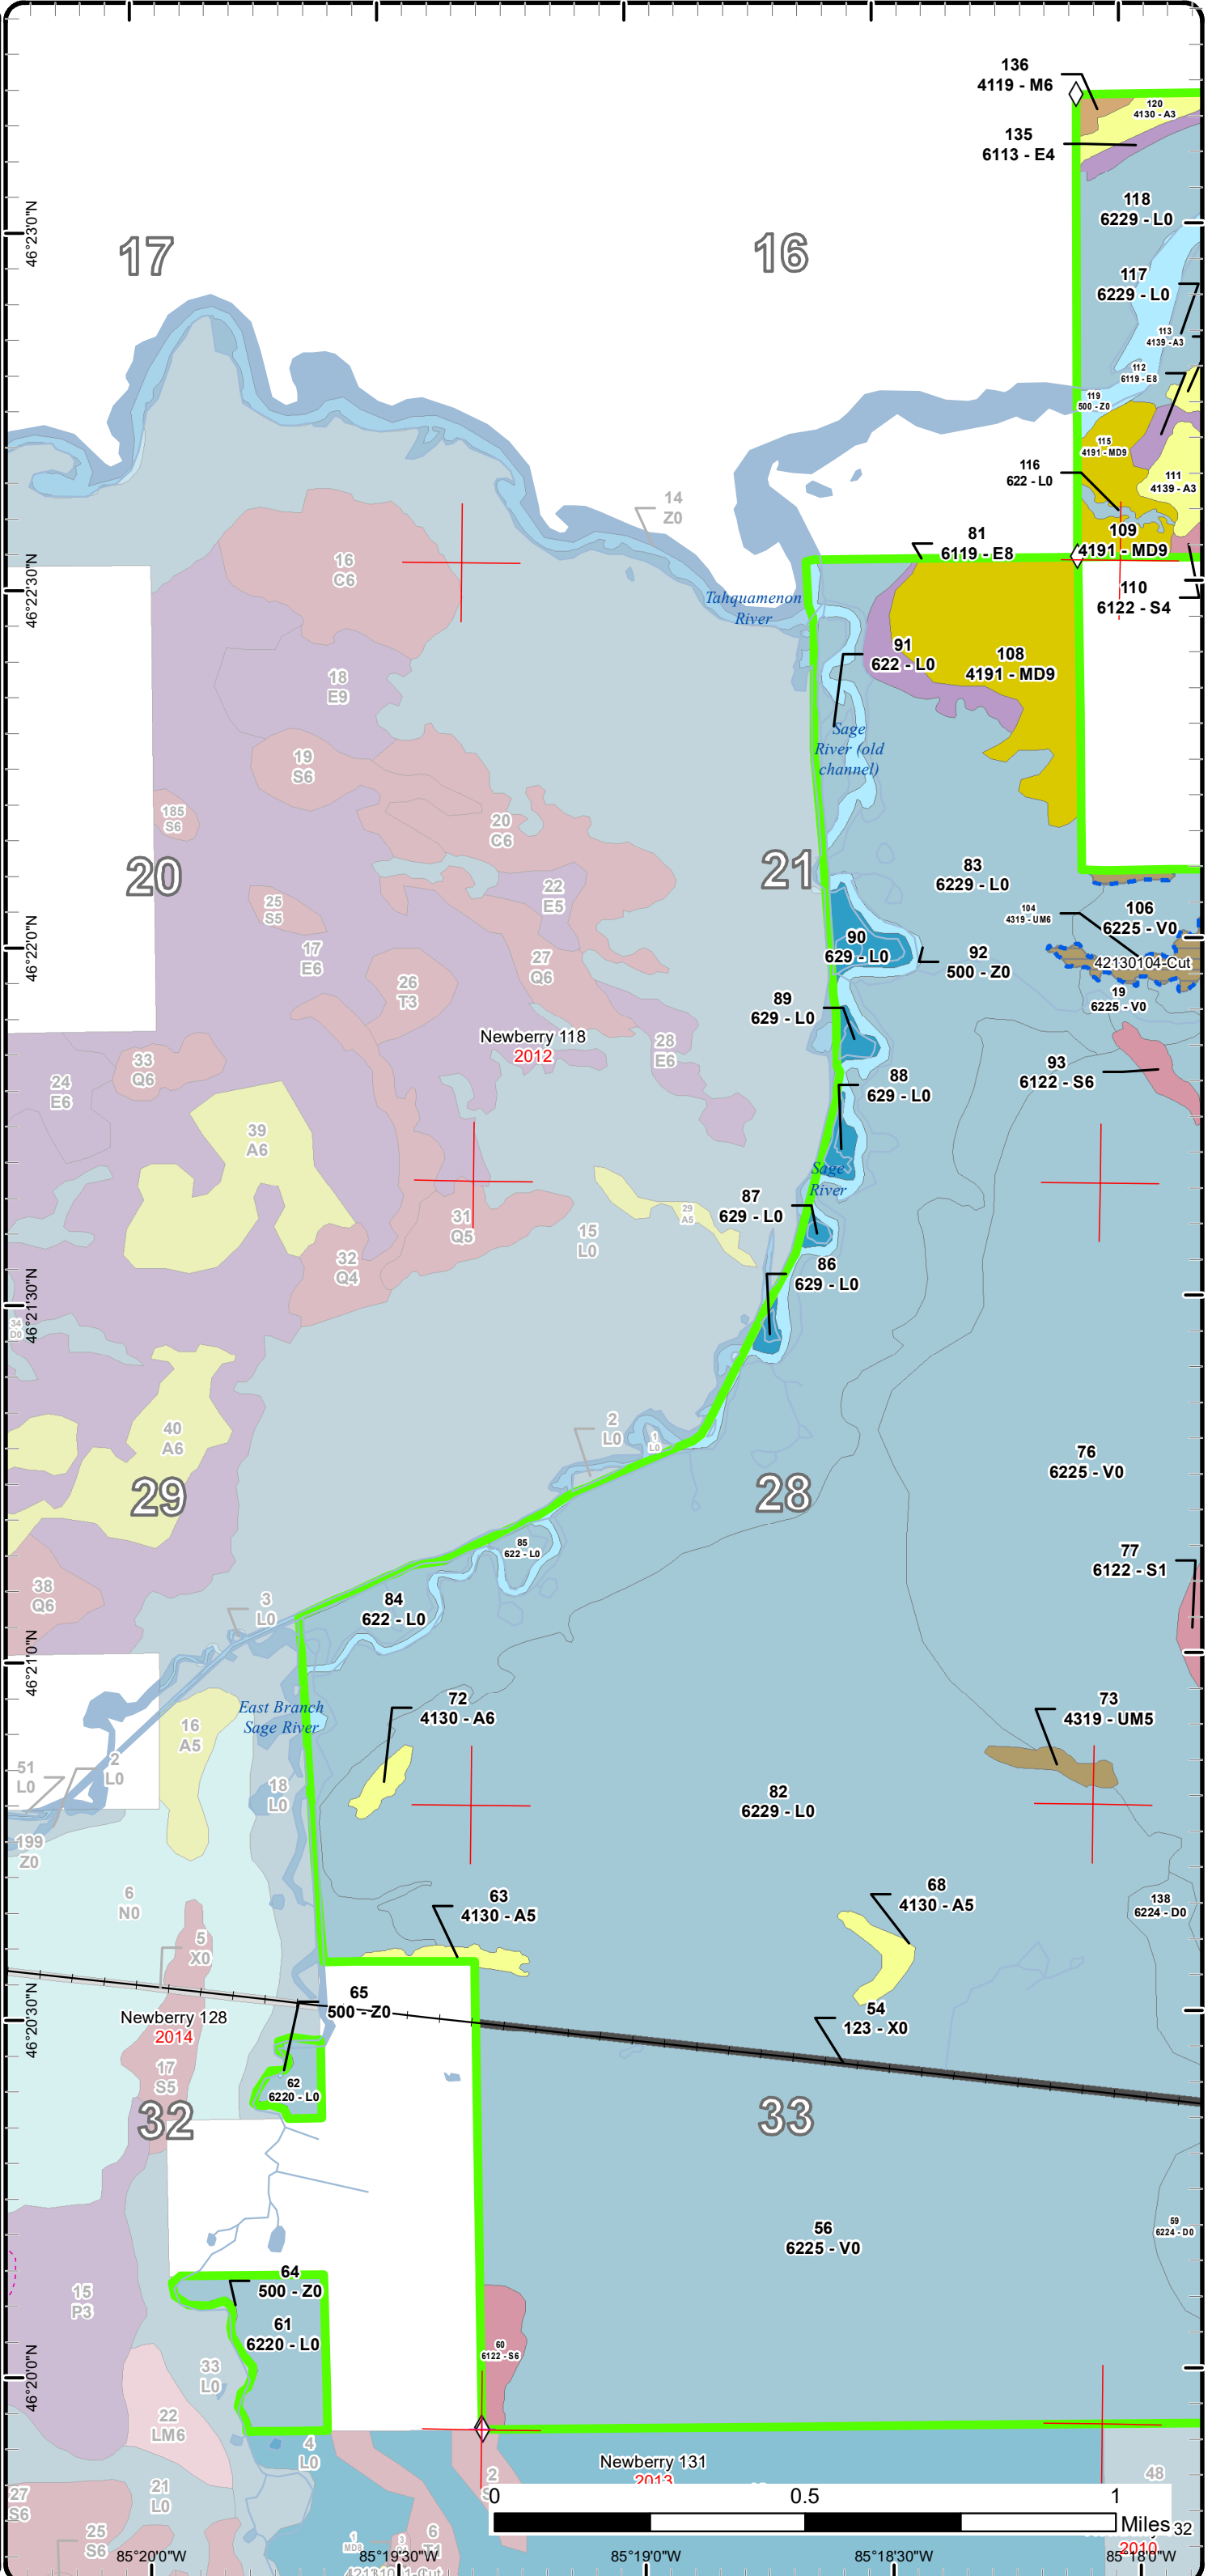 136
4119 - M6
120
4130 - A3
135
6113 - E4
118
6229 - L0
46°23'0"N
17
16
117
6229 - L0
113
4139 - A3
112
6119 - E8
119
500 - Z0
115
4191 - MD9
116
622 - L0
111
4139 - A3
14
Z0
81
6119 - E8
109
4191 - MD9
16
C6
46°22'30"N
110
6122 - S4
Tahquamenon
River
91
622 - L0
108
4191 - MD9
18
E9
Sage
River (old
channel)
19
S6
185
S6
20
C6
20
21
83
6229 - L0
22
E5
25
S5
104
4319 - UM6
106
6225 - V0
46°22'0"N
17
E6
27
Q6
90
629 - L0
92
500 - Z0
42130104-Cut
26
T3
19
6225 - V0
89
629 - L0
Newberry 118
2012
28
E6
33
Q6
24
E6
93
6122 - S6
88
629 - L0
39
A6
Sage
River
87
629 - L0
29
A5
31
Q5
15
L0
32
Q4
86
629 - L0
46°21'30"N
34
D0
40
A6
2
L0
1
L0
76
6225 - V0
29
28
85
622 - L0
77
6122 - S1
38
Q6
84
622 - L0
3
L0
46°21'0"N
East Branch
Sage River
72
4130 - A6
73
4319 - UM5
16
A5
51
L0
2
L0
18
L0
82
6229 - L0
199
Z0
6
N0
63
4130 - A5
68
4130 - A5
138
6224 - D0
5
X0
65
500 - Z0
Newberry 128
2014
54
123 - X0
46°20'30"N
17
S5
62
6220 - L0
32
33
56
6225 - V0
59
6224 - D0
64
500 - Z0
15
P3
61
6220 - L0
60
6122 - S6
33
L0
46°20'0"N
22
LM6
4
L0
Newberry 131
2013
2
48
27
S6
21
L0
0 0.5 1
Miles 32
25
S6
1
MD8
6
2010
85°20'0"W 85°19'30"W 85°19'0"W 85°18'30"W 85°18'0"W